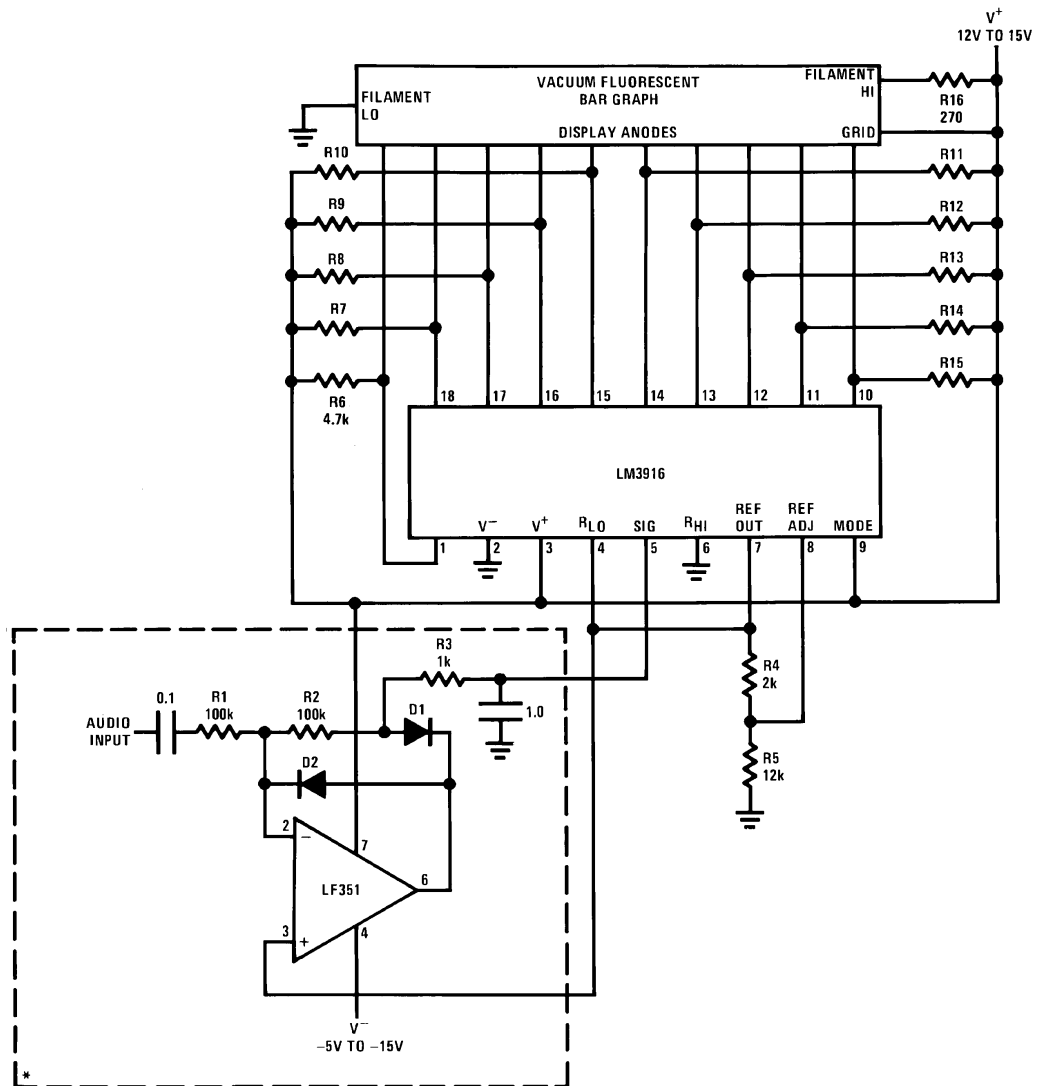 V+
12V TO 15V
VACUUM FLUORESCENT
BAR GRAPH
FILAMENT
HI
FILAMENT
LO
DISPLAY ANODES
GRID
R16
270
R10
R11
R9
R12
R8
R13
R7
R14
R6
4.7k
R15
18
17
16
15
14
13
12
11
10
LM3916
V−
V+
RLO
SIG
RHI
REF
OUT
REF
ADJ
MODE
1
2
3
4
5
6
7
8
9
R3
1k
R4
2k
0.1
R1
100k
R2
100k
D1
1.0
AUDIO
INPUT
D2
R5
12k
2
−
7
LF351
6
3
+
4
V−
−5V TO −15V
*